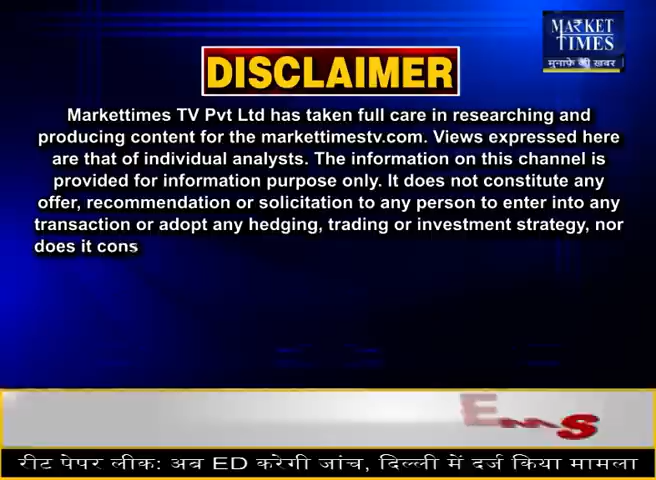 MARKET
TIMES
मुनाफे की ख़बर
DISCLAIMER
Markettimes TV Pvt Ltd has taken full care in researching and
producing content for the markettimestv.com. Views expressed here
are that of individual analysts. The information on this channel is
provided for information purpose only. It does not constitute any
offer, recommendation or solicitation to any person to enter into any
transaction or adopt any hedging, trading or investment strategy, nor
does it cons
रीट पेपर लीक: अब ED करेगी जांच, दिल्ली में दर्ज किया मामला